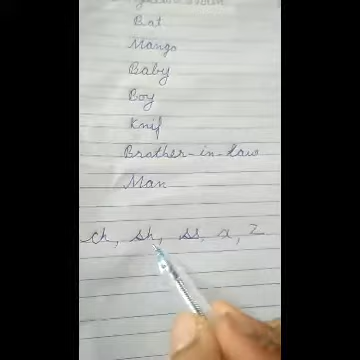 Bat
Mango
Baby
Boy
Knif
Brother-in-law
Man
ch, sh, ss, x, z